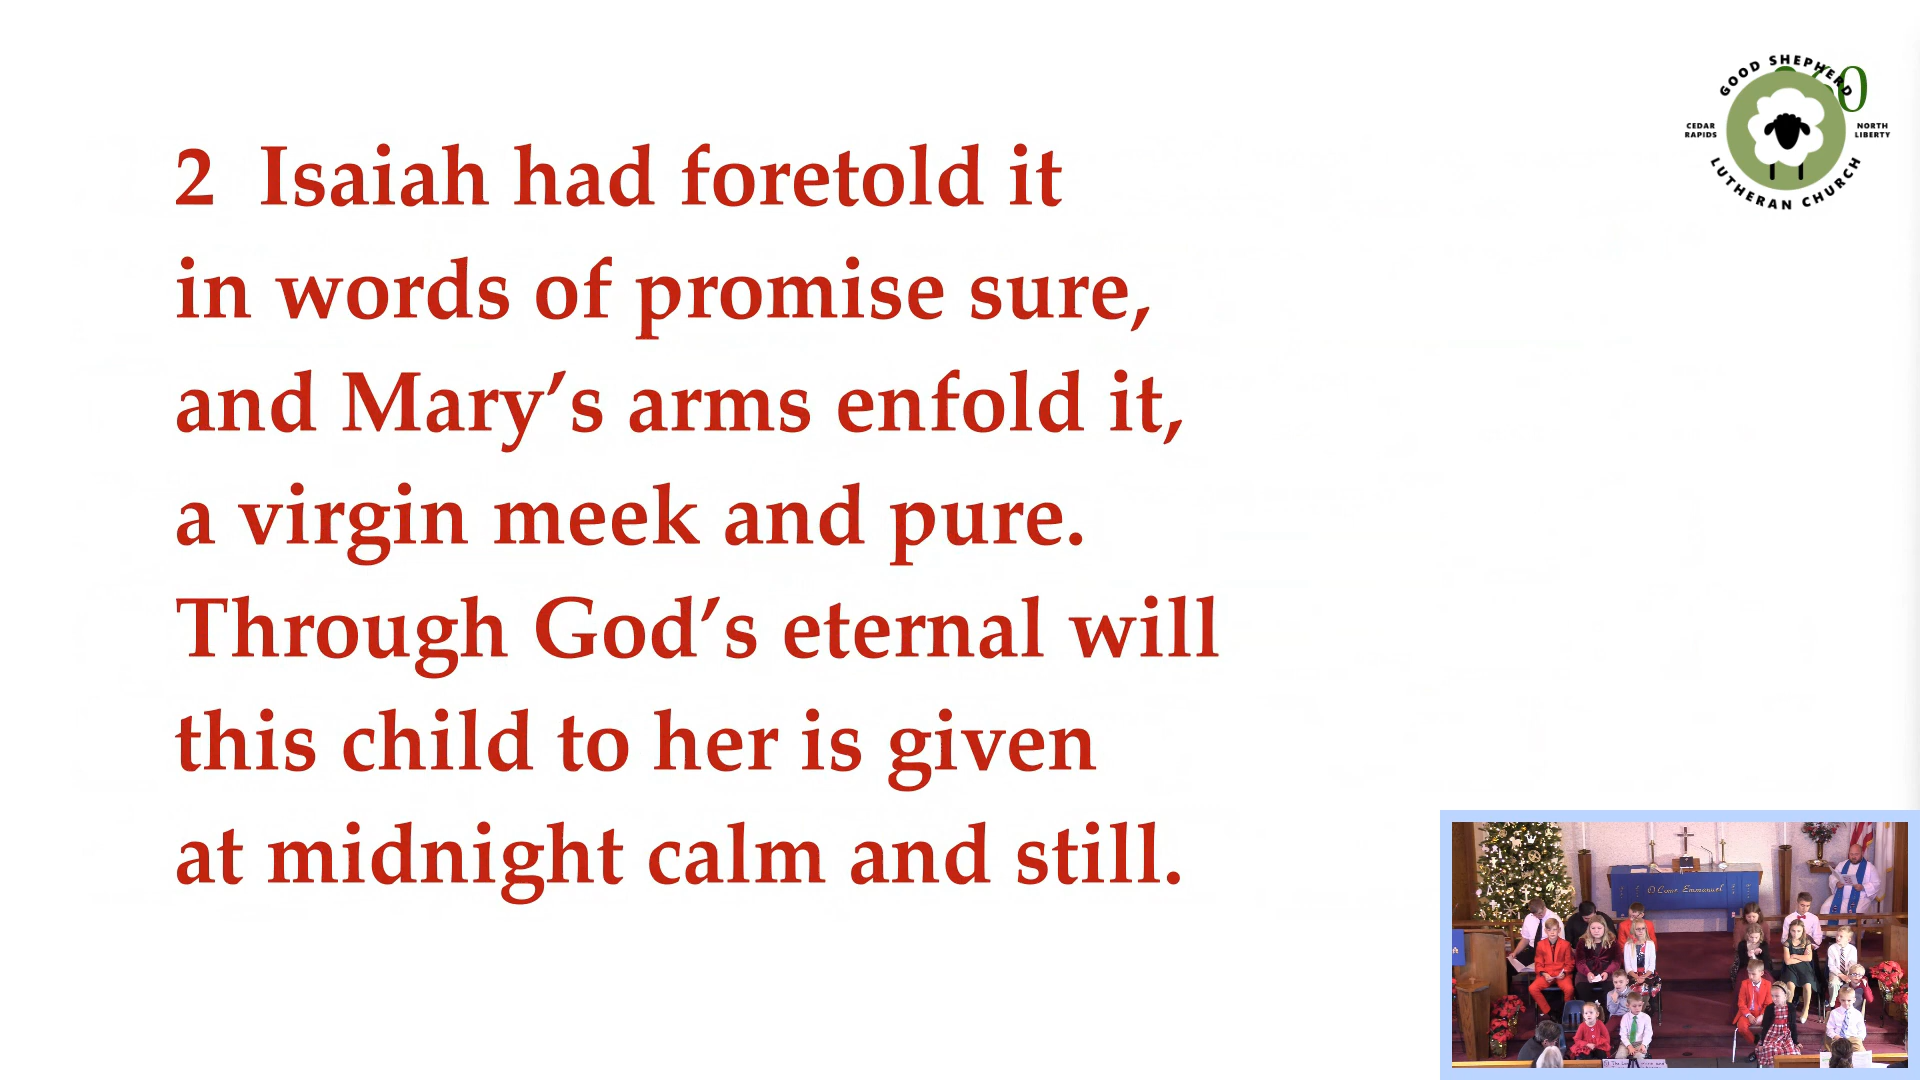 GOOD SHEPHERD
CEDAR RAPIDS
NORTH LIBERTY
LUTHERAN CHURCH
2 Isaiah had foretold it
in words of promise sure,
and Mary’s arms enfold it,
a virgin meek and pure.
Through God’s eternal will
this child to her is given
at midnight calm and still.
O Come Emmanuel